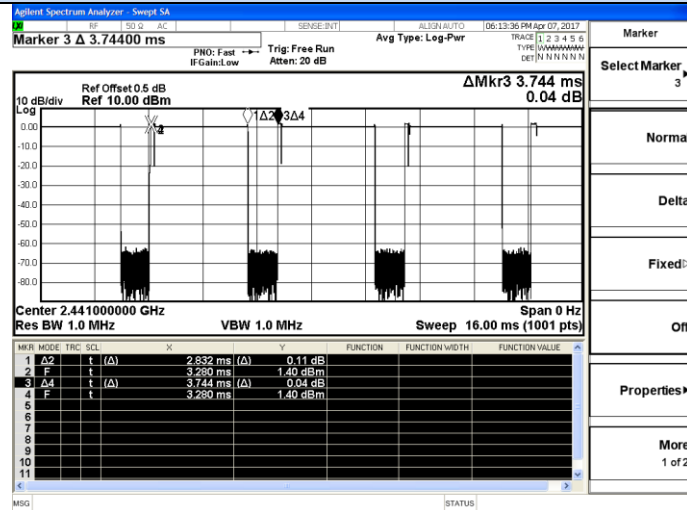 Agilent Spectrum Analyzer - Swept SA
LXI RF 50 Ω AC SENSE:INT ALIGN AUTO 06:13:36 PM Apr 07, 2017
Marker 3 Δ 3.74400 ms
PNO: Fast
IFGain:Low
Trig: Free Run
Atten: 20 dB
Avg Type: Log-Pwr
TRACE 1 2 3 4 5 6
TYPE WWWWWW
DET N N N N N N
Ref Offset 0.5 dB
10 dB/div Ref 10.00 dBm
ΔMkr3 3.744 ms
0.04 dB
Log
1Δ2 3Δ4
0.00
-10.0
-20.0
-30.0
-40.0
-50.0
-60.0
-70.0
-80.0
Center 2.441000000 GHz Span 0 Hz
Res BW 1.0 MHz VBW 1.0 MHz Sweep 16.00 ms (1001 pts)
MKR MODE TRC SCL X Y FUNCTION FUNCTION WIDTH FUNCTION VALUE
1 Δ2 t (Δ) 2.832 ms (Δ) 0.11 dB
2 F t 3.280 ms 1.40 dBm
3 Δ4 t (Δ) 3.744 ms (Δ) 0.04 dB
4 F t 3.280 ms 1.40 dBm
5
6
7
8
9
10
11
MSG STATUS
Marker
Select Marker
3
Norma
Delta
Fixed
Off
Properties
More
1 of 2